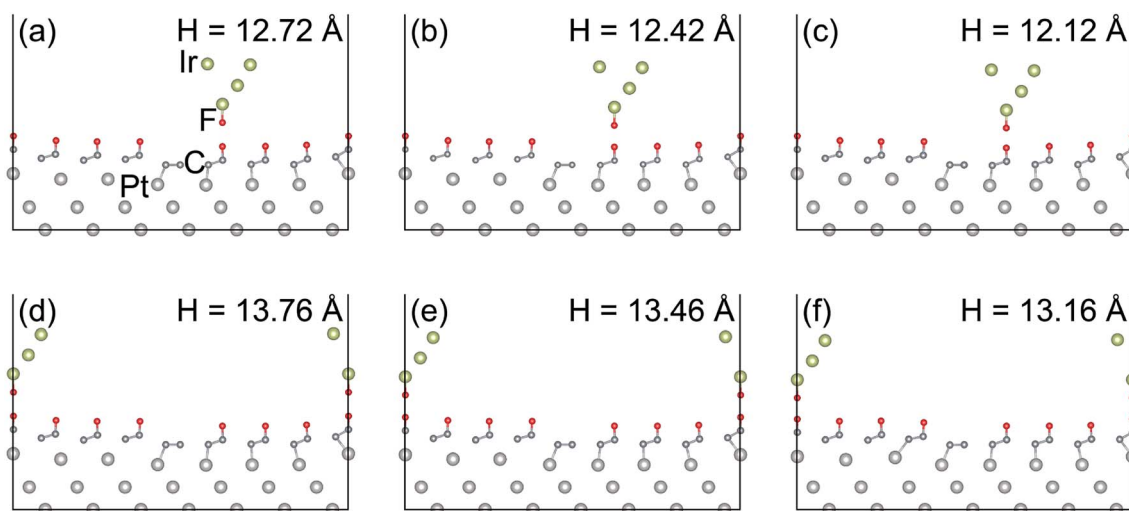 (a) H = 12.72 Å
Ir
F
C
Pt
(b) H = 12.42 Å
(c) H = 12.12 Å
(d) H = 13.76 Å
(e) H = 13.46 Å
(f) H = 13.16 Å